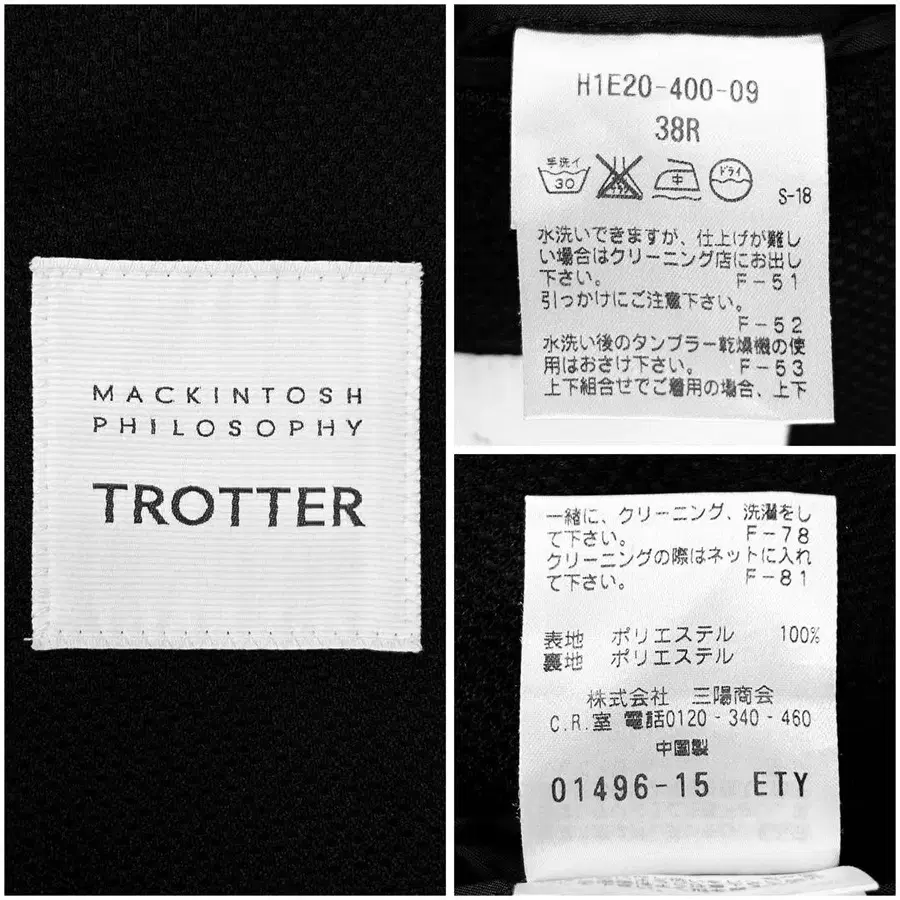 MACKINTOSH
PHILOSOPHY
TROTTER
H1E20-400-09
38R
手洗イ
30
中
ドライ
S-18
水洗いできますが、仕上げが難し
い場合はクリーニング店にお出し
下さい。 F-51
引っかけにご注意下さい。
F-52
水洗い後のタンブラー乾燥機の使
用はおさけ下さい。 F-53
上下組合せでご着用の場合、上下
一緒に、クリーニング、洗濯をし
て下さい。 F-78
クリーニングの際はネットに入れ
て下さい。 F-81
表地 ポリエステル 100%
裏地 ポリエステル
株式会社 三陽商会
C.R.室 電話0120-340-460
中国製
01496-15 ETY